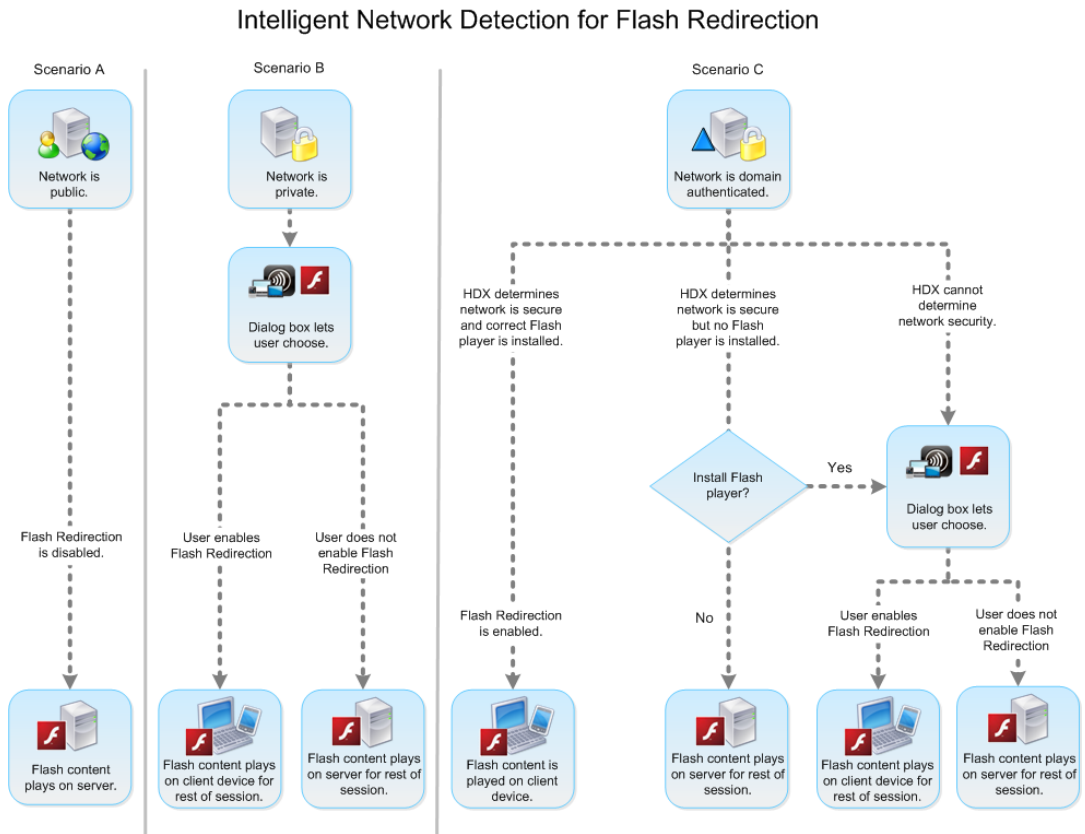 Intelligent Network Detection for Flash Redirection
Scenario A
Network is
public.
Flash Redirection
is disabled.
Flash content
plays on server.
Scenario B
Network is
private.
Dialog box lets
user choose.
User enables
Flash Redirection
User does not
enable Flash
Redirection
Flash content plays
on client device for
rest of session.
Flash content plays
on server for rest of
session.
Scenario C
Network is domain
authenticated.
HDX determines
network is secure
and correct Flash
player is installed.
HDX determines
network is secure
but no Flash
player is installed.
HDX cannot
determine
network security.
Install Flash
player?
Yes
Dialog box lets
user choose.
Flash Redirection
is enabled.
No
User enables
Flash Redirection
User does not
enable Flash
Redirection
Flash content is
played on client
device.
Flash content plays
on server for rest of
session.
Flash content plays
on client device for
rest of session.
Flash content plays
on server for rest of
session.